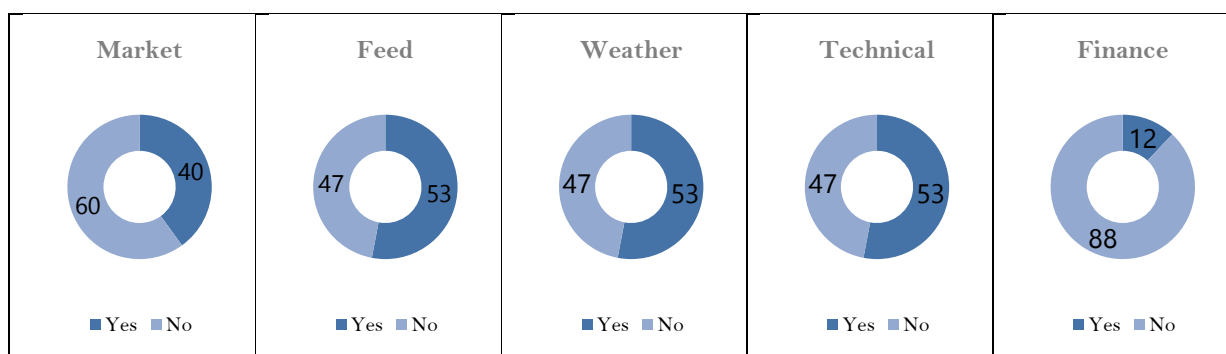 Market
40
60
Yes No
Feed
47
53
Yes No
Weather
47
53
Yes No
Technical
47
53
Yes No
Finance
12
88
Yes No